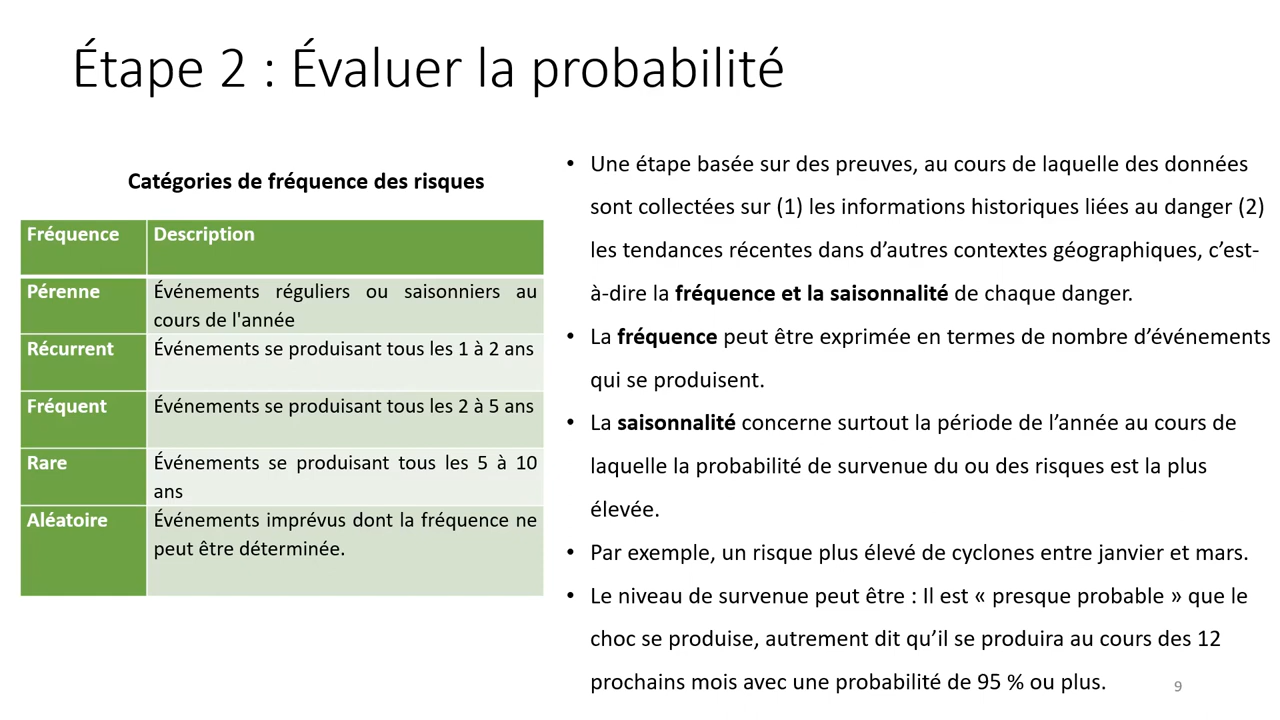 Étape 2 : Évaluer la probabilité
Catégories de fréquence des risques
Fréquence Description
Pérenne Événements réguliers ou saisonniers au
cours de l'année
Récurrent Événements se produisant tous les 1 à 2 ans
Fréquent Événements se produisant tous les 2 à 5 ans
Rare Événements se produisant tous les 5 à 10
ans
Aléatoire Événements imprévus dont la fréquence ne
peut être déterminée.
• Une étape basée sur des preuves, au cours de laquelle des données
sont collectées sur (1) les informations historiques liées au danger (2)
les tendances récentes dans d’autres contextes géographiques, c’est-
à-dire la fréquence et la saisonnalité de chaque danger.
• La fréquence peut être exprimée en termes de nombre d’événements
qui se produisent.
• La saisonnalité concerne surtout la période de l’année au cours de
laquelle la probabilité de survenue du ou des risques est la plus
élevée.
• Par exemple, un risque plus élevé de cyclones entre janvier et mars.
• Le niveau de survenue peut être : Il est « presque probable » que le
choc se produise, autrement dit qu’il se produira au cours des 12
prochains mois avec une probabilité de 95 % ou plus.
9